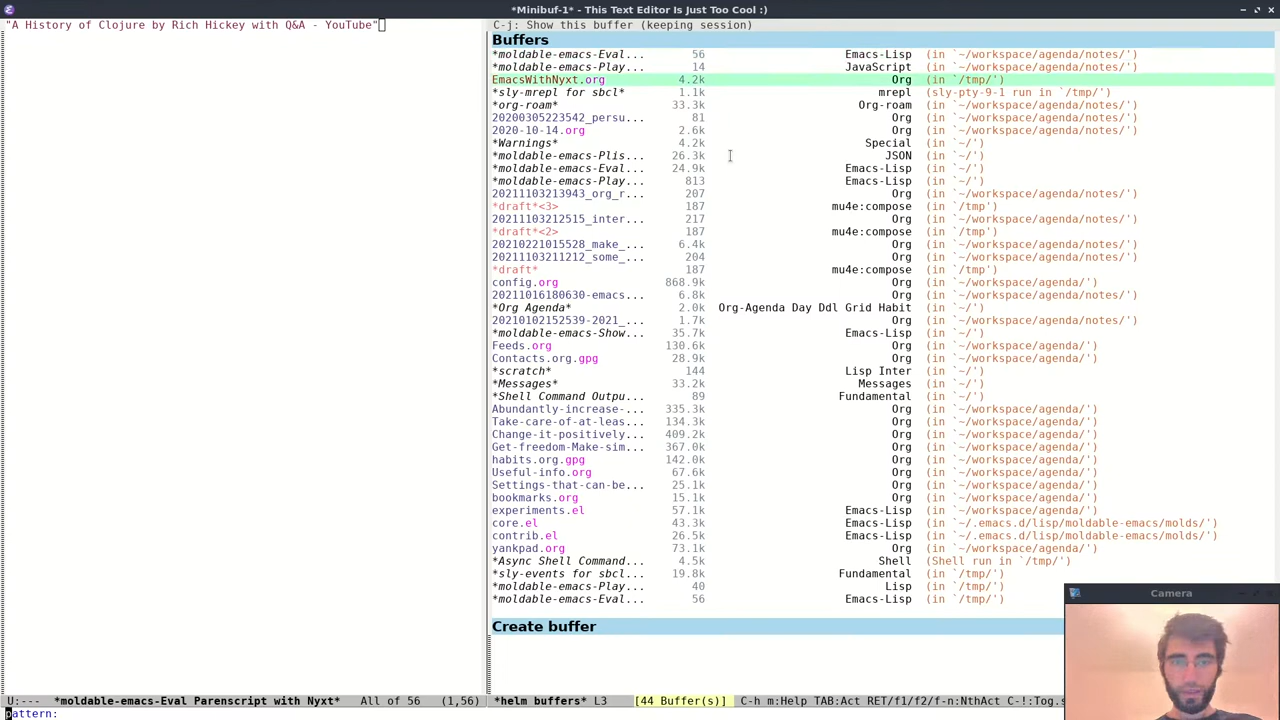 *Minibuf-1* - This Text Editor Is Just Too Cool :)
"A History of Clojure by Rich Hickey with Q&A - YouTube"
C-j: Show this buffer (keeping session)
Buffers
*moldable-emacs-Eval... 56 Emacs-Lisp (in `~/workspace/agenda/notes/')
*moldable-emacs-Play... 14 JavaScript (in `~/workspace/agenda/notes/')
EmacsWithNyxt.org 4.2k Org (in `/tmp/')
*sly-mrepl for sbcl* 1.1k mrepl (sly-pty-9-1 run in `/tmp/')
*org-roam* 33.3k Org-roam (in `~/workspace/agenda/notes/')
20200305223542_persu... 81 Org (in `~/workspace/agenda/notes/')
2020-10-14.org 2.6k Org (in `~/workspace/agenda/notes/')
*Warnings* 4.2k Special (in `~/')
*moldable-emacs-Plis... 26.3k JSON (in `~/')
*moldable-emacs-Eval... 24.9k Emacs-Lisp (in `~/')
*moldable-emacs-Play... 813 Emacs-Lisp (in `~/')
20211103213943_org_r... 207 Org (in `~/workspace/agenda/notes/')
*draft*<3> 187 mu4e:compose (in `/tmp')
20211103212515_inter... 217 Org (in `~/workspace/agenda/notes/')
*draft*<2> 187 mu4e:compose (in `/tmp')
20210221015528_make_... 6.4k Org (in `~/workspace/agenda/notes/')
20211103211212_some_... 204 Org (in `~/workspace/agenda/notes/')
*draft* 187 mu4e:compose (in `/tmp')
config.org 868.9k Org (in `~/workspace/agenda/')
20211016180630-emacs... 6.8k Org (in `~/workspace/agenda/notes/')
*Org Agenda* 2.0k Org-Agenda Day Ddl Grid Habit (in `~/')
20210102152539-2021_... 1.7k Org (in `~/workspace/agenda/notes/')
*moldable-emacs-Show... 35.7k Emacs-Lisp (in `~/')
Feeds.org 130.6k Org (in `~/workspace/agenda/')
Contacts.org.gpg 28.9k Org (in `~/workspace/agenda/')
*scratch* 144 Lisp Inter (in `~/')
*Messages* 33.2k Messages (in `~/')
*Shell Command Outpu... 89 Fundamental (in `~/')
Abundantly-increase-... 335.3k Org (in `~/workspace/agenda/')
Take-care-of-at-leas... 134.3k Org (in `~/workspace/agenda/')
Change-it-positively... 409.2k Org (in `~/workspace/agenda/')
Get-freedom-Make-sim... 367.0k Org (in `~/workspace/agenda/')
habits.org.gpg 142.0k Org (in `~/workspace/agenda/')
Useful-info.org 67.6k Org (in `~/workspace/agenda/')
Settings-that-can-be... 25.1k Org (in `~/workspace/agenda/')
bookmarks.org 15.1k Org (in `~/workspace/agenda/')
experiments.el 57.1k Emacs-Lisp (in `~/workspace/agenda/')
core.el 43.3k Emacs-Lisp (in `~/.emacs.d/lisp/moldable-emacs/molds/')
contrib.el 26.5k Emacs-Lisp (in `~/.emacs.d/lisp/moldable-emacs/molds/')
yankpad.org 73.1k Org (in `~/workspace/agenda/')
*Async Shell Command... 4.5k Shell (Shell run in `/tmp/')
*sly-events for sbcl... 19.8k Fundamental (in `/tmp/')
*moldable-emacs-Play... 40 Lisp (in `/tmp/')
*moldable-emacs-Eval... 56 Emacs-Lisp (in `/tmp/')
Create buffer
Camera
U:--- *moldable-emacs-Eval Parenscript with Nyxt* All of 56 (1,56)
*helm buffers* L3 [44 Buffer(s)] C-h m:Help TAB:Act RET/f1/f2/f-n:NthAct C-!:Tog.s
pattern: